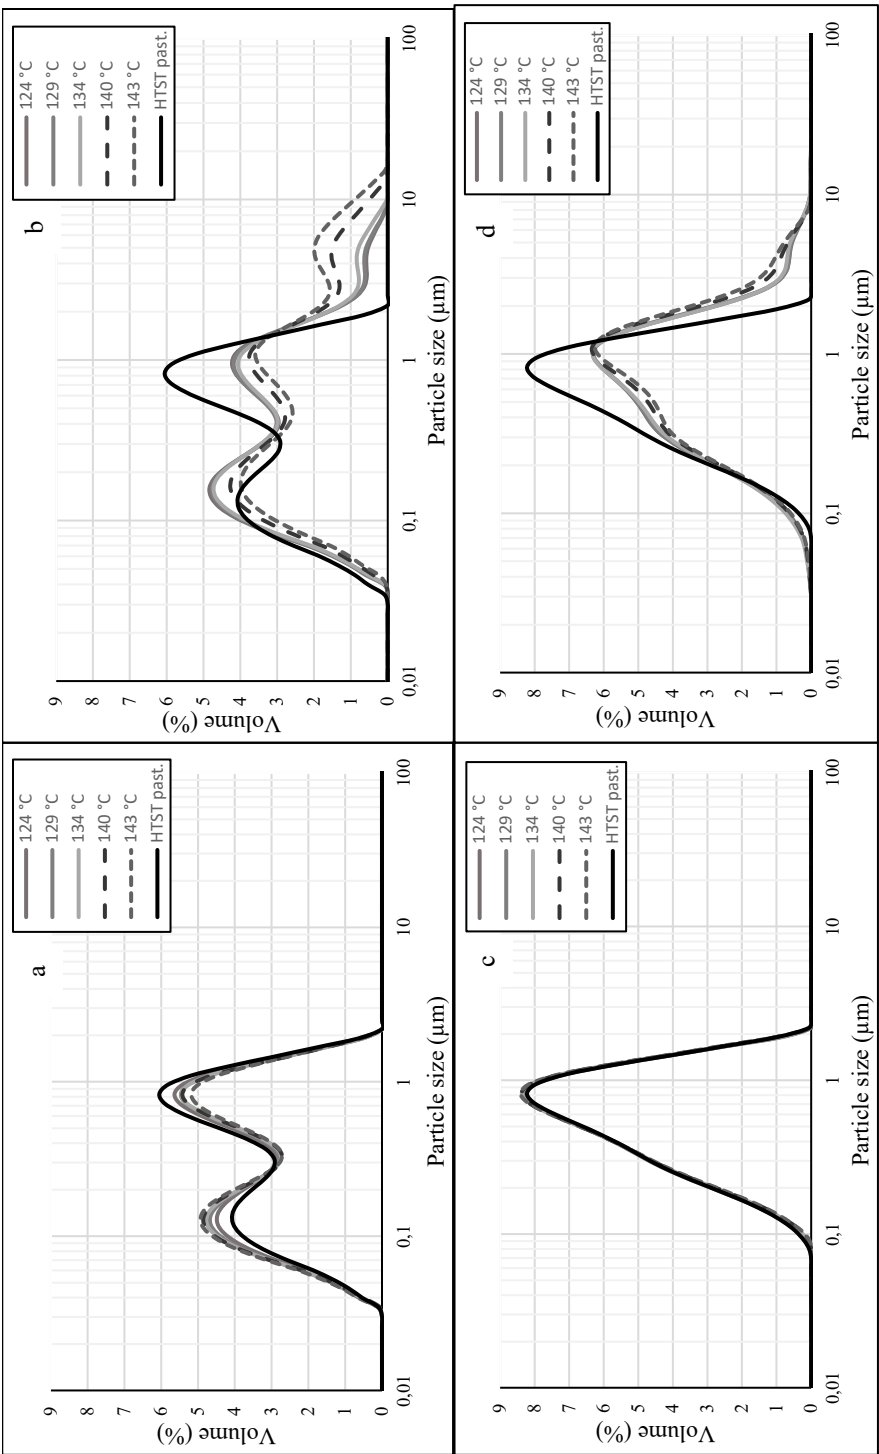 a
124 °C
129 °C
134 °C
140 °C
143 °C
HTST past.
Volume (%)
9
8
7
6
5
4
3
2
1
0
0,01
0,1
1
10
100
Particle size (µm)
b
124 °C
129 °C
134 °C
140 °C
143 °C
HTST past.
Volume (%)
9
8
7
6
5
4
3
2
1
0
0,01
0,1
1
10
100
Particle size (µm)
c
124 °C
129 °C
134 °C
140 °C
143 °C
HTST past.
Volume (%)
9
8
7
6
5
4
3
2
1
0
0,01
0,1
1
10
100
Particle size (µm)
d
124 °C
129 °C
134 °C
140 °C
143 °C
HTST past.
Volume (%)
9
8
7
6
5
4
3
2
1
0
0,01
0,1
1
10
100
Particle size (µm)